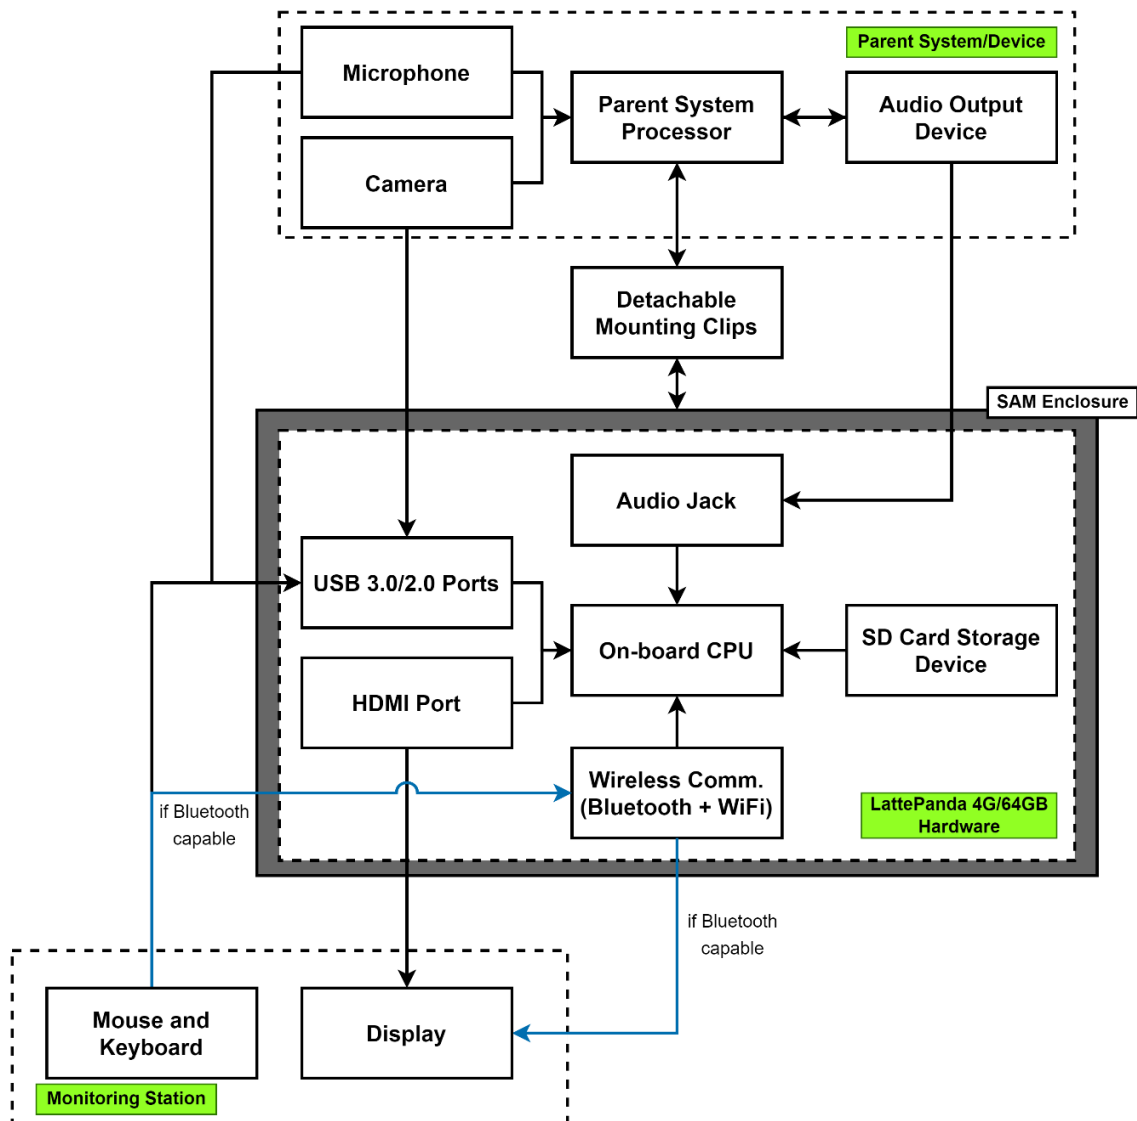 Parent System/Device
Microphone
Parent System
Processor
Audio Output
Device
Camera
Detachable
Mounting Clips
SAM Enclosure
Audio Jack
USB 3.0/2.0 Ports
On-board CPU
SD Card Storage
Device
HDMI Port
Wireless Comm.
(Bluetooth + WiFi)
if Bluetooth
capable
LattePanda 4G/64GB
Hardware
if Bluetooth
capable
Mouse and
Keyboard
Display
Monitoring Station